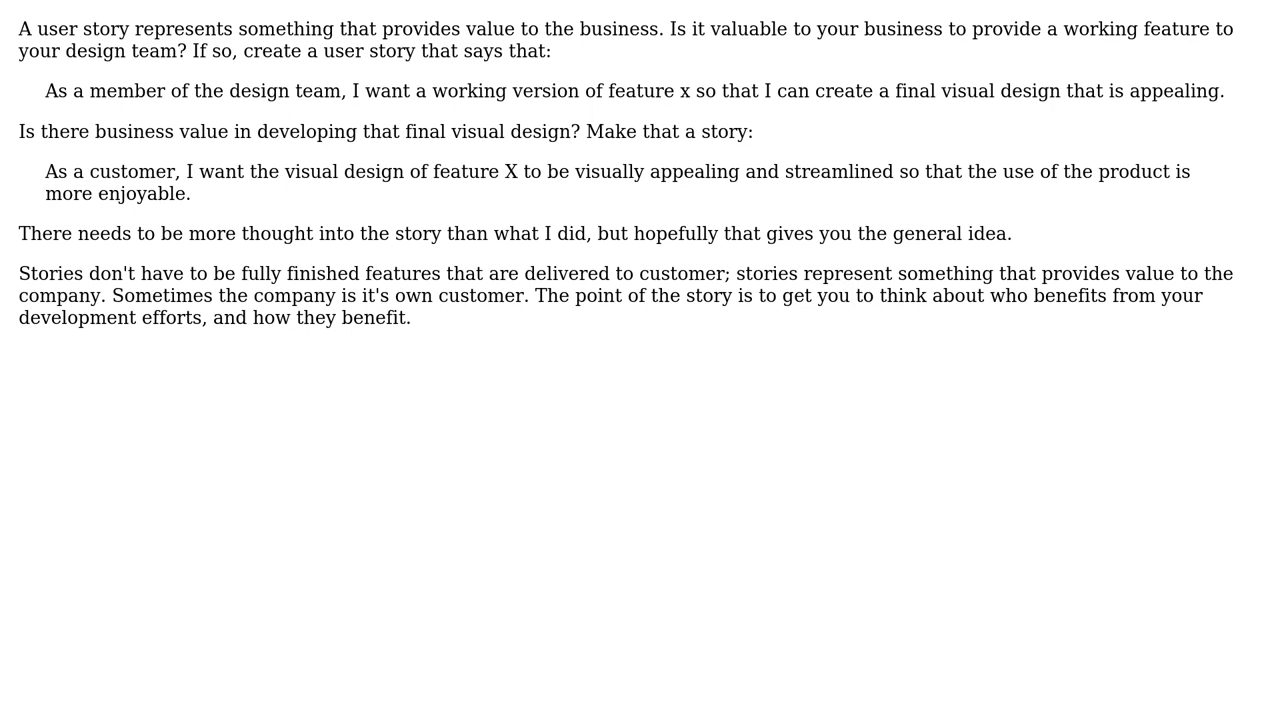 A user story represents something that provides value to the business. Is it valuable to your business to provide a working feature to
your design team? If so, create a user story that says that:
As a member of the design team, I want a working version of feature x so that I can create a final visual design that is appealing.
Is there business value in developing that final visual design? Make that a story:
As a customer, I want the visual design of feature X to be visually appealing and streamlined so that the use of the product is
more enjoyable.
There needs to be more thought into the story than what I did, but hopefully that gives you the general idea.
Stories don't have to be fully finished features that are delivered to customer; stories represent something that provides value to the
company. Sometimes the company is it's own customer. The point of the story is to get you to think about who benefits from your
development efforts, and how they benefit.